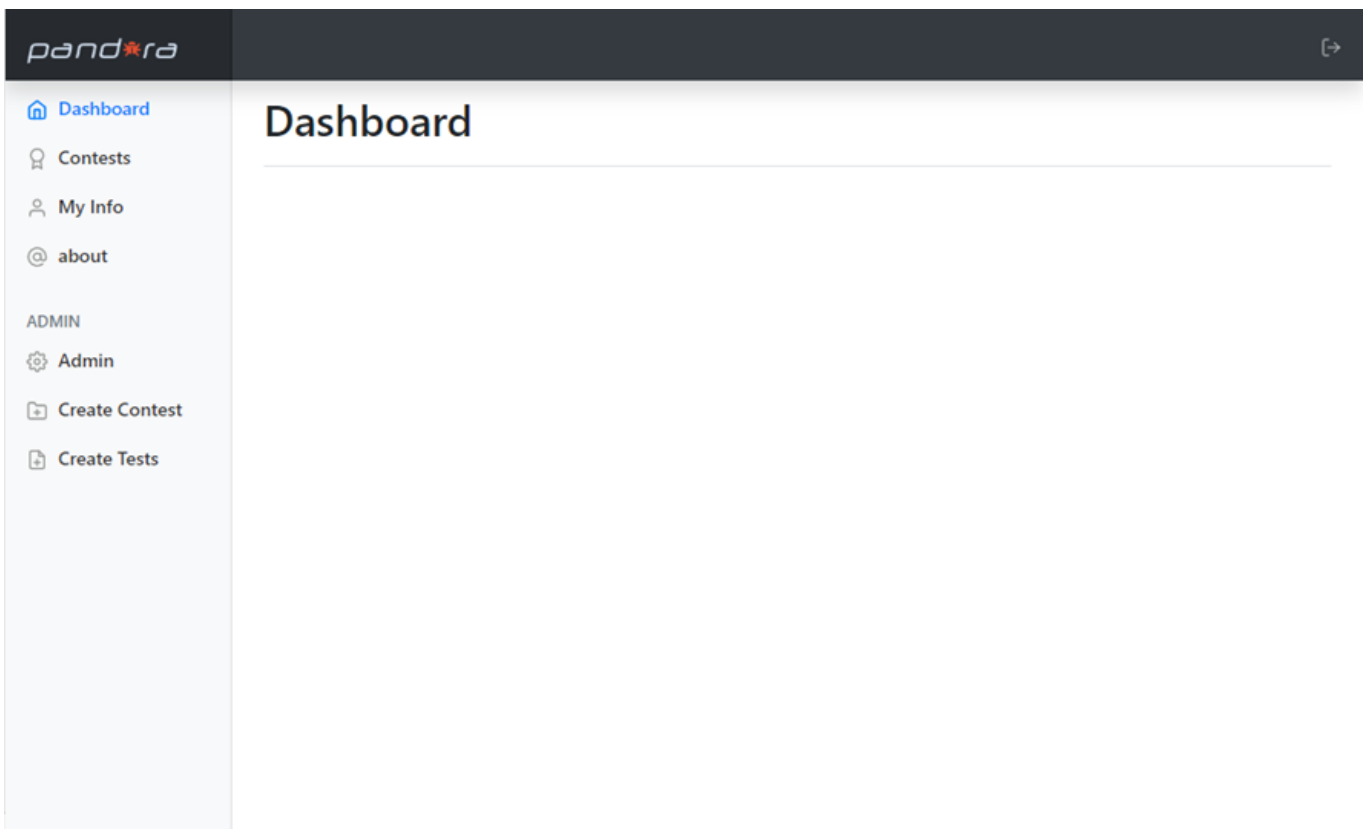 pandora
Dashboard
Contests
My Info
about
ADMIN
Admin
Create Contest
Create Tests
Dashboard